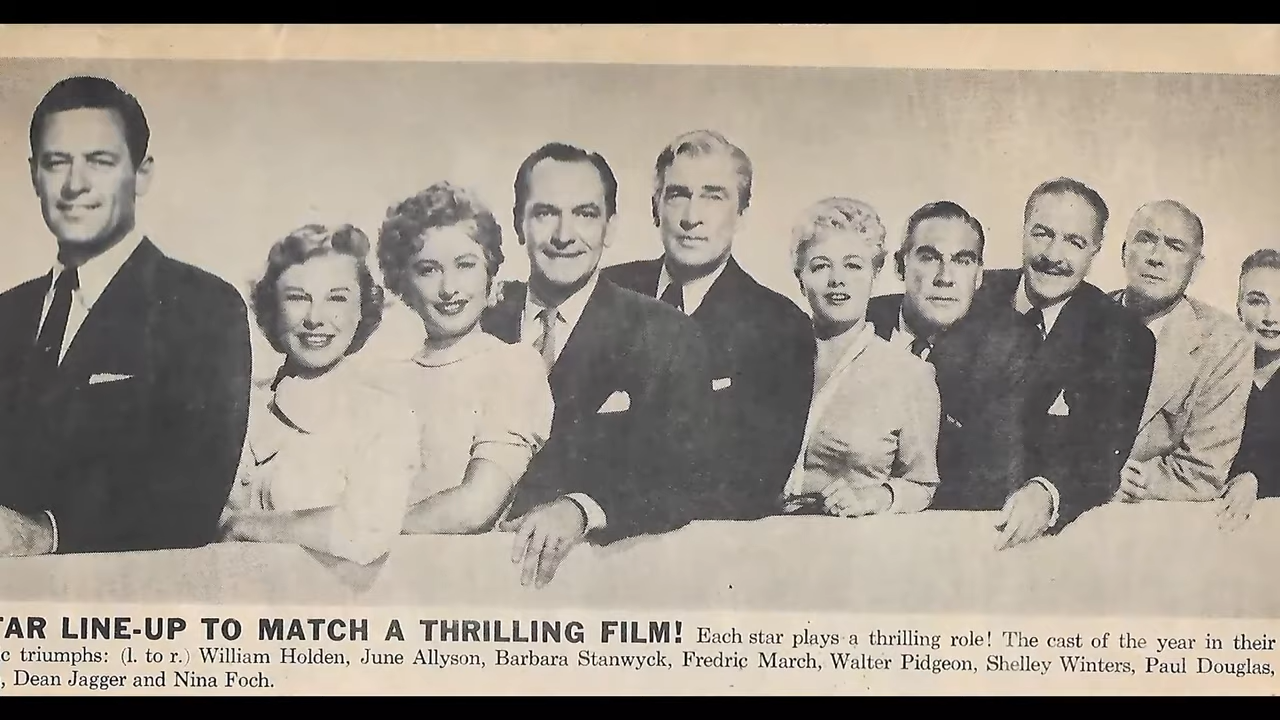 TAR LINE-UP TO MATCH A THRILLING FILM! Each star plays a thrilling role! The cast of the year in their
c triumphs: (l. to r.) William Holden, June Allyson, Barbara Stanwyck, Fredric March, Walter Pidgeon, Shelley Winters, Paul Douglas,
, Dean Jagger and Nina Foch.